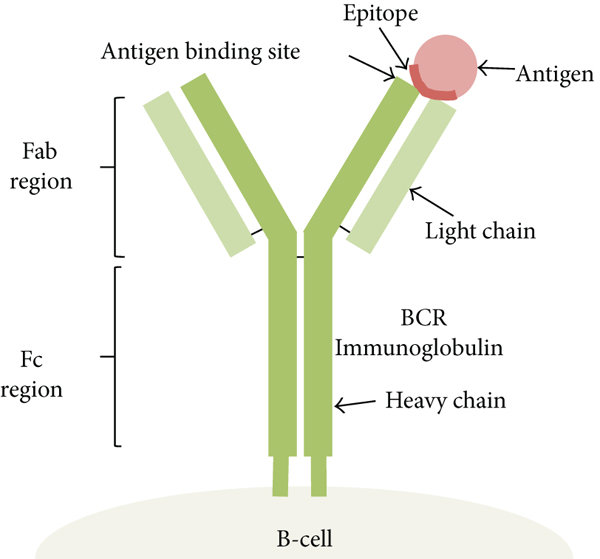 Epitope
Antigen binding site
Antigen
Fab
region
Light chain
BCR
Immunoglobulin
Fc
region
Heavy chain
B-cell